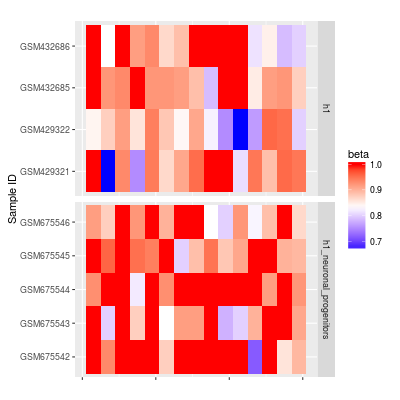 Sample ID
GSM432686
GSM432685
GSM429322
GSM429321
h1
GSM675546
GSM675545
GSM675544
GSM675543
GSM675542
h1_neuronal_progenitors
beta
1.0
0.9
0.8
0.7